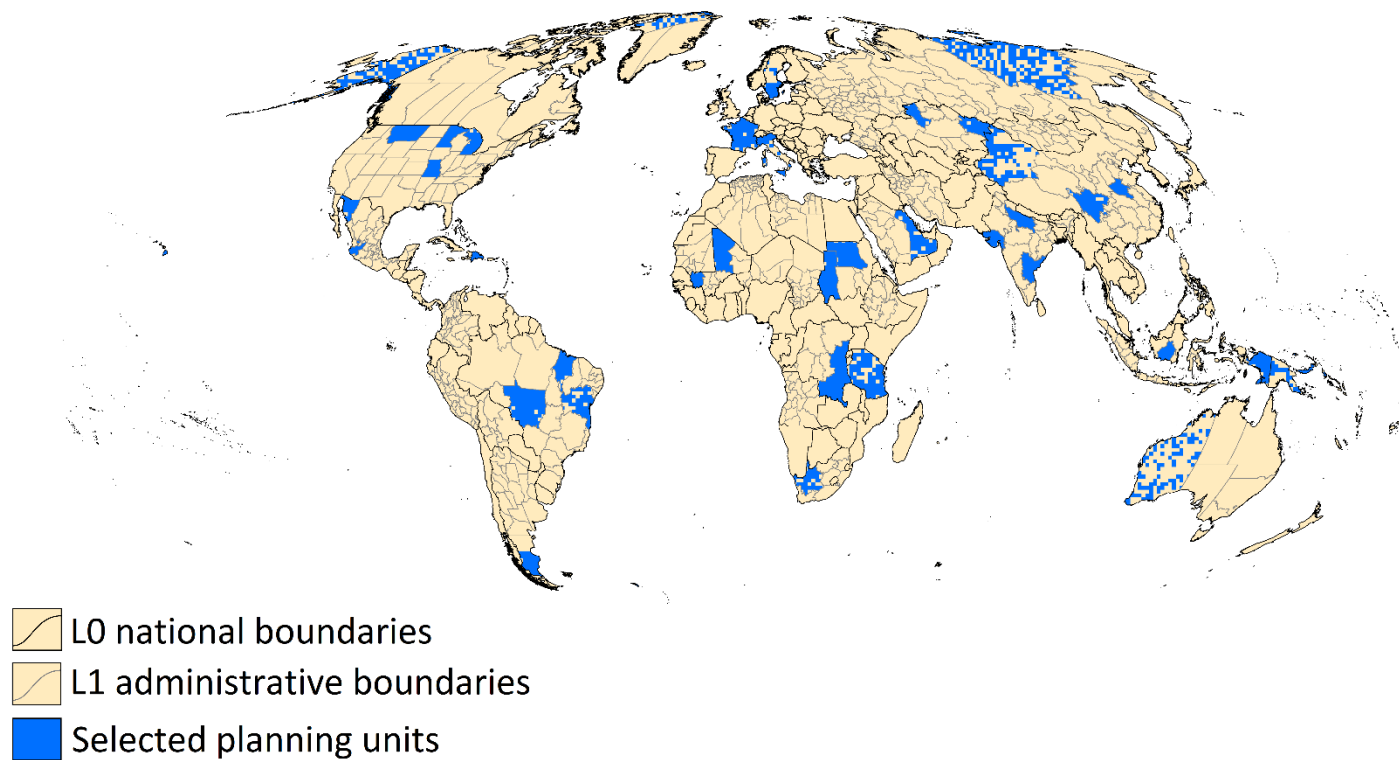 L0 national boundaries
L1 administrative boundaries
Selected planning units